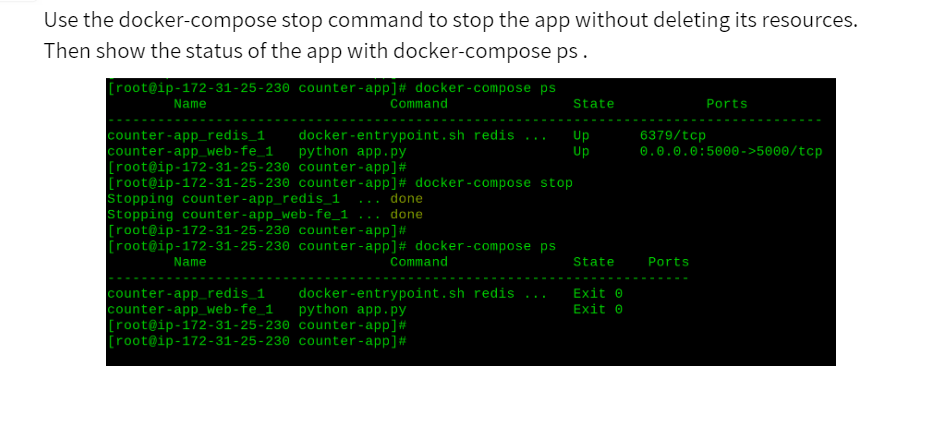 Use the docker-compose stop command to stop the app without deleting its resources.
Then show the status of the app with docker-compose ps .
[root@ip-172-31-25-230 counter-app]# docker-compose ps
Name Command State Ports
--------------------------------------------------------------------------------------
counter-app_redis_1 docker-entrypoint.sh redis ... Up 6379/tcp
counter-app_web-fe_1 python app.py Up 0.0.0.0:5000->5000/tcp
[root@ip-172-31-25-230 counter-app]#
[root@ip-172-31-25-230 counter-app]# docker-compose stop
Stopping counter-app_redis_1 ... done
Stopping counter-app_web-fe_1 ... done
[root@ip-172-31-25-230 counter-app]#
[root@ip-172-31-25-230 counter-app]# docker-compose ps
Name Command State Ports
----------------------------------------------------------------------
counter-app_redis_1 docker-entrypoint.sh redis ... Exit 0
counter-app_web-fe_1 python app.py Exit 0
[root@ip-172-31-25-230 counter-app]#
[root@ip-172-31-25-230 counter-app]#